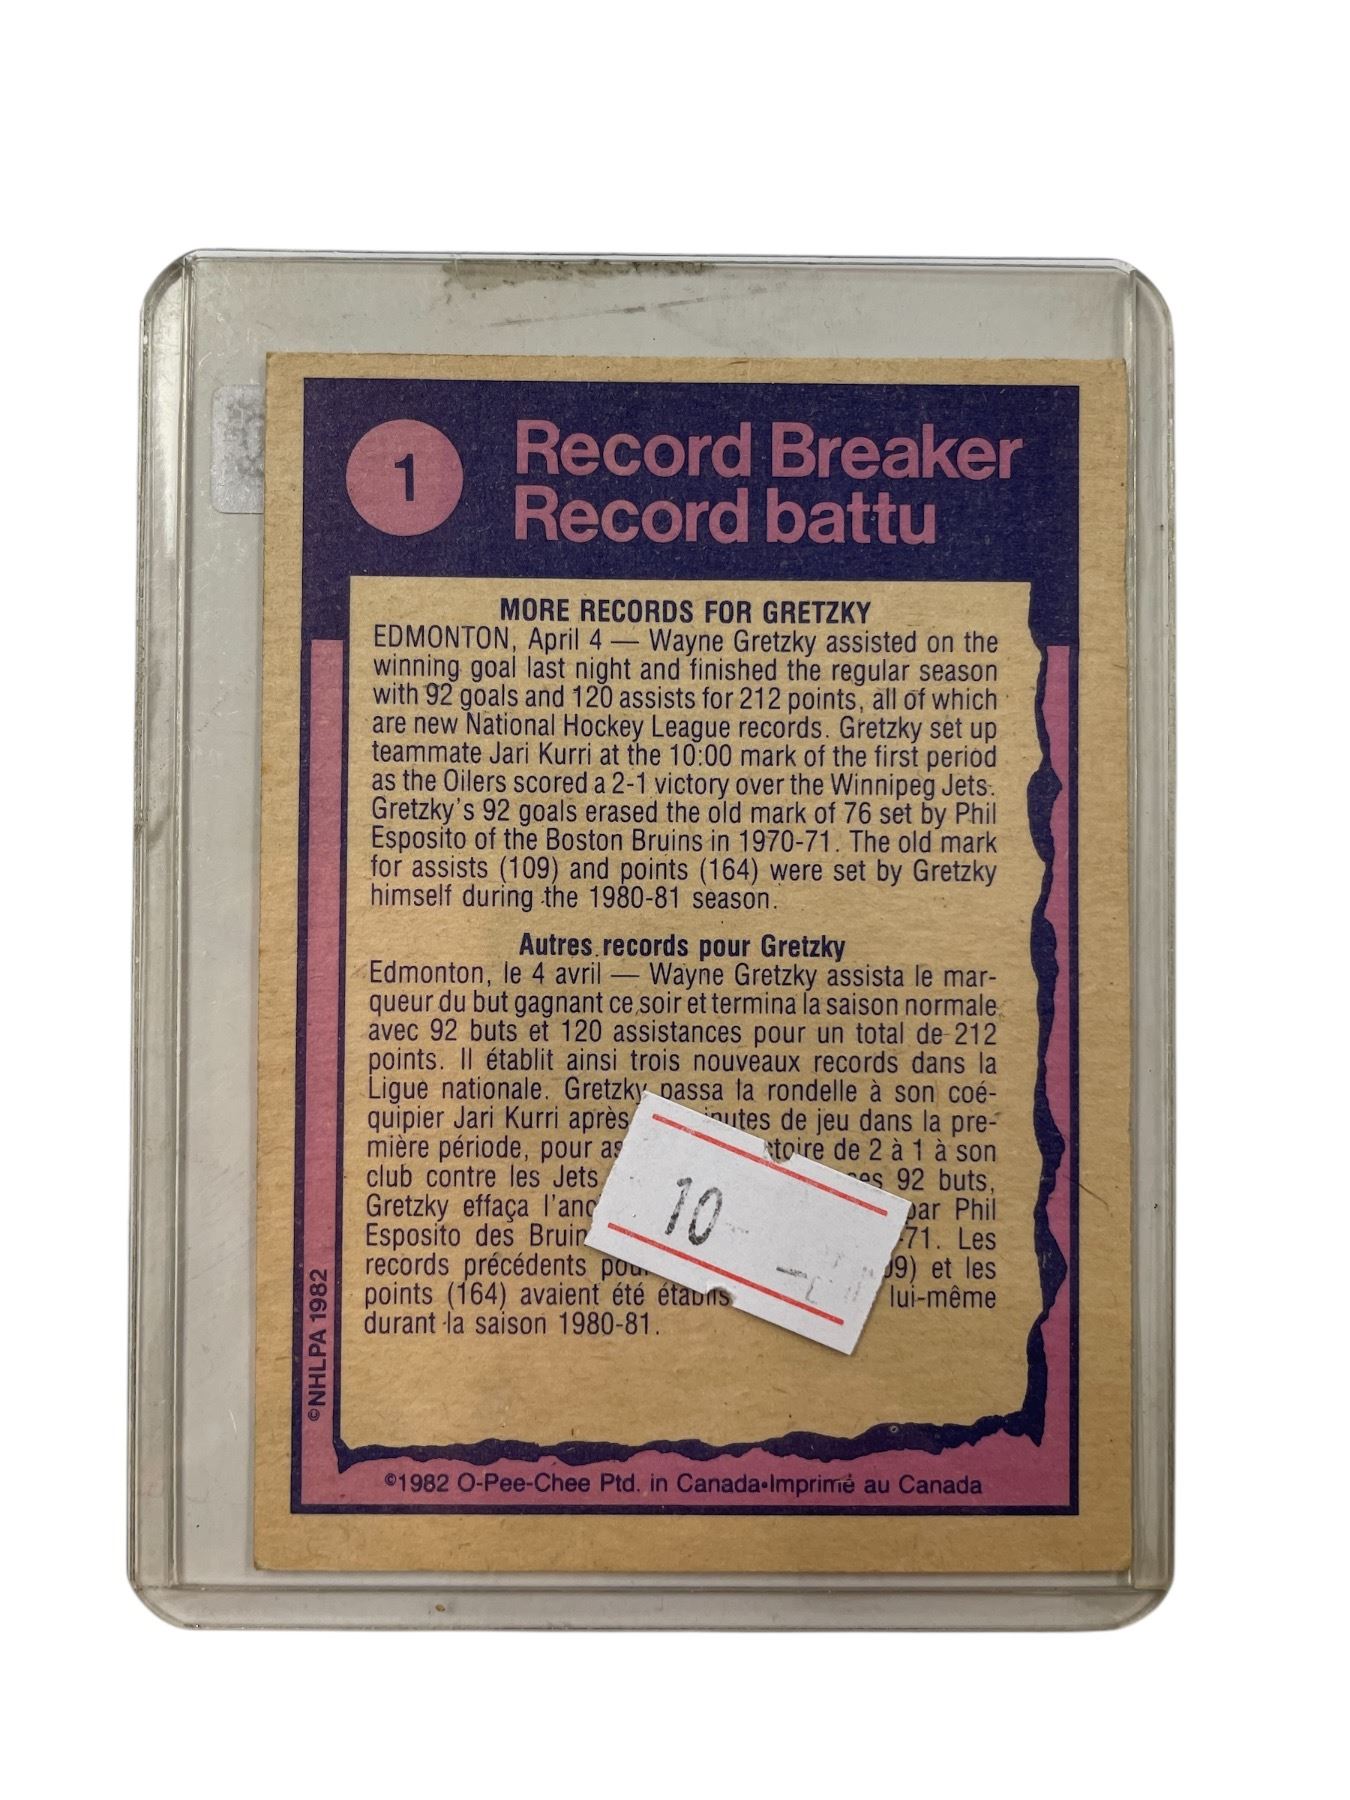 1
Record Breaker
Record battu
MORE RECORDS FOR GRETZKY
EDMONTON, April 4 — Wayne Gretzky assisted on the
winning goal last night and finished the regular season
with 92 goals and 120 assists for 212 points, all of which
are new National Hockey League records. Gretzky set up
teammate Jari Kurri at the 10:00 mark of the first period
as the Oilers scored a 2-1 victory over the Winnipeg Jets.
Gretzky's 92 goals erased the old mark of 76 set by Phil
Esposito of the Boston Bruins in 1970-71. The old mark
for assists (109) and points (164) were set by Gretzky
himself during the 1980-81 season.
Autres records pour Gretzky
Edmonton, le 4 avril — Wayne Gretzky assista le mar-
queur du but gagnant ce soir et termina la saison normale
avec 92 buts et 120 assistances pour un total de 212
points. Il établit ainsi trois nouveaux records dans la
Ligue nationale. Gretzky passa la rondelle à son coé-
quipier Jari Kurri après de jeu dans la pre-
mière période, pour de 2 à 1 à son
club contre les Jets 92 buts,
Gretzky effaça par Phil
Esposito des Les
records précédents et les
points (164) avaient été lui-même
durant la saison 1980-81.
10
©NHLPA 1982
©1982 O-Pee-Chee Ptd. in Canada•Imprimé au Canada